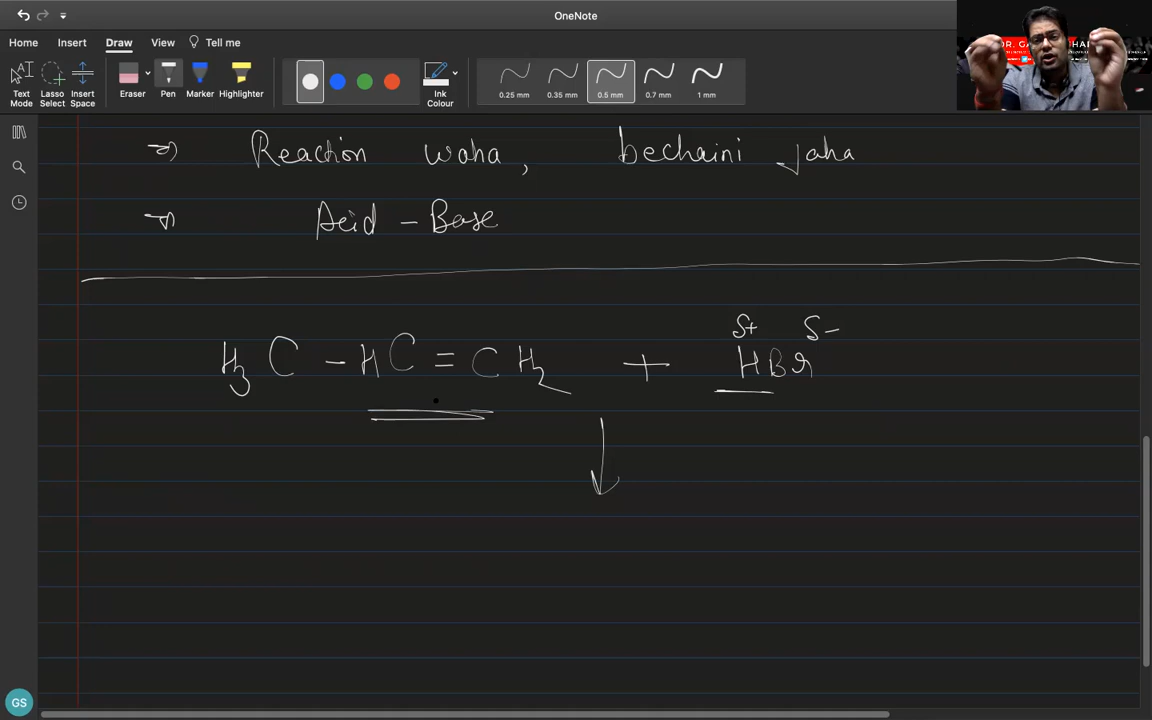 OneNote
Home Insert Draw View Tell me
Text Mode Lasso Select Insert Space Eraser Pen Marker Highlighter Ink Colour 0.25 mm 0.35 mm 0.5 mm 0.7 mm 1 mm
⇒ Reaction waha, bechaini jaha
⇒ Acid - Base
δ+ δ-
H₃C - HC = CH₂ + HBr
↓
GS